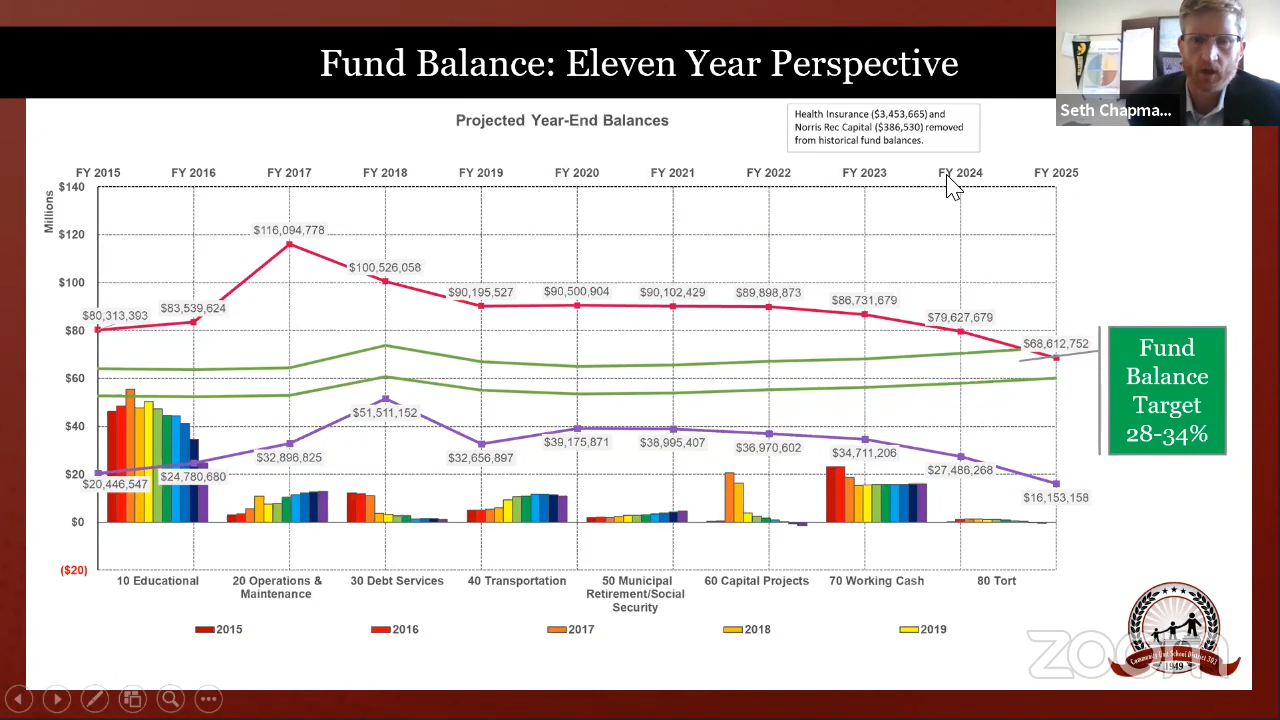 Fund Balance: Eleven Year Perspective
Seth Chapma...
Projected Year-End Balances
Health Insurance ($3,453,665) and
Norris Rec Capital ($386,530) removed
from historical fund balances.
FY 2015 FY 2016 FY 2017 FY 2018 FY 2019 FY 2020 FY 2021 FY 2022 FY 2023 FY 2024 FY 2025
Millions
$140
$120
$100
$80
$60
$40
$20
$0
($20)
$80,313,393 $83,539,624 $116,094,778 $100,526,058 $90,195,527 $90,500,904 $90,102,429 $89,898,873 $86,731,679 $79,627,679 $68,612,752
$20,446,547 $24,780,680 $32,896,825 $51,511,152 $32,656,897 $39,175,871 $38,995,407 $36,970,602 $34,711,206 $27,486,268 $16,153,158
Fund
Balance
Target
28-34%
10 Educational
20 Operations &
Maintenance
30 Debt Services
40 Transportation
50 Municipal
Retirement/Social
Security
60 Capital Projects
70 Working Cash
80 Tort
2015 2016 2017 2018 2019
zoom
Community Unit School District 303
1949